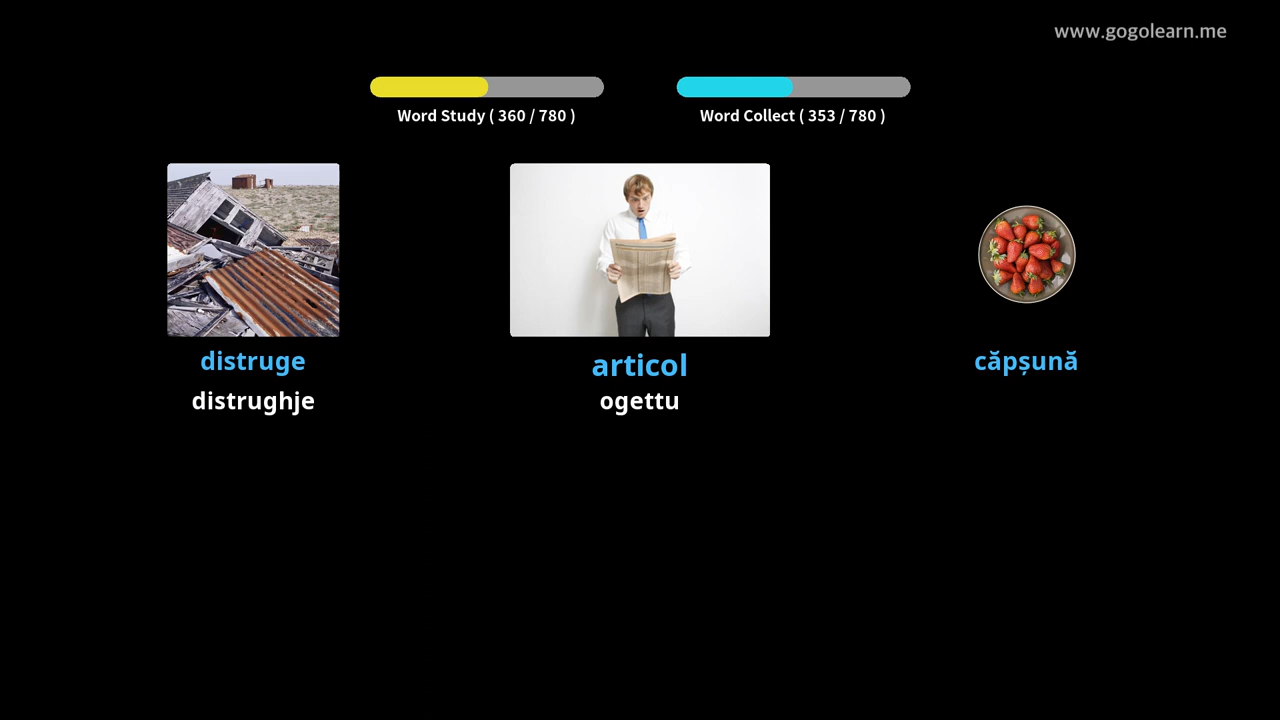 www.gogolearn.me
Word Study ( 360 / 780 )
Word Collect ( 353 / 780 )
distruge
distrughje
articol
ogettu
căpșună